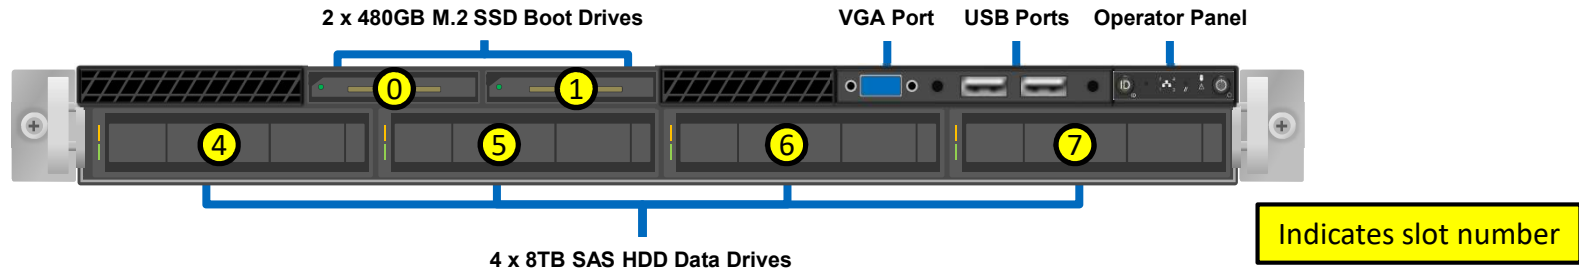 2 x 480GB M.2 SSD Boot Drives
VGA Port
USB Ports
Operator Panel
0
1
ID
4
5
6
7
4 x 8TB SAS HDD Data Drives
Indicates slot number